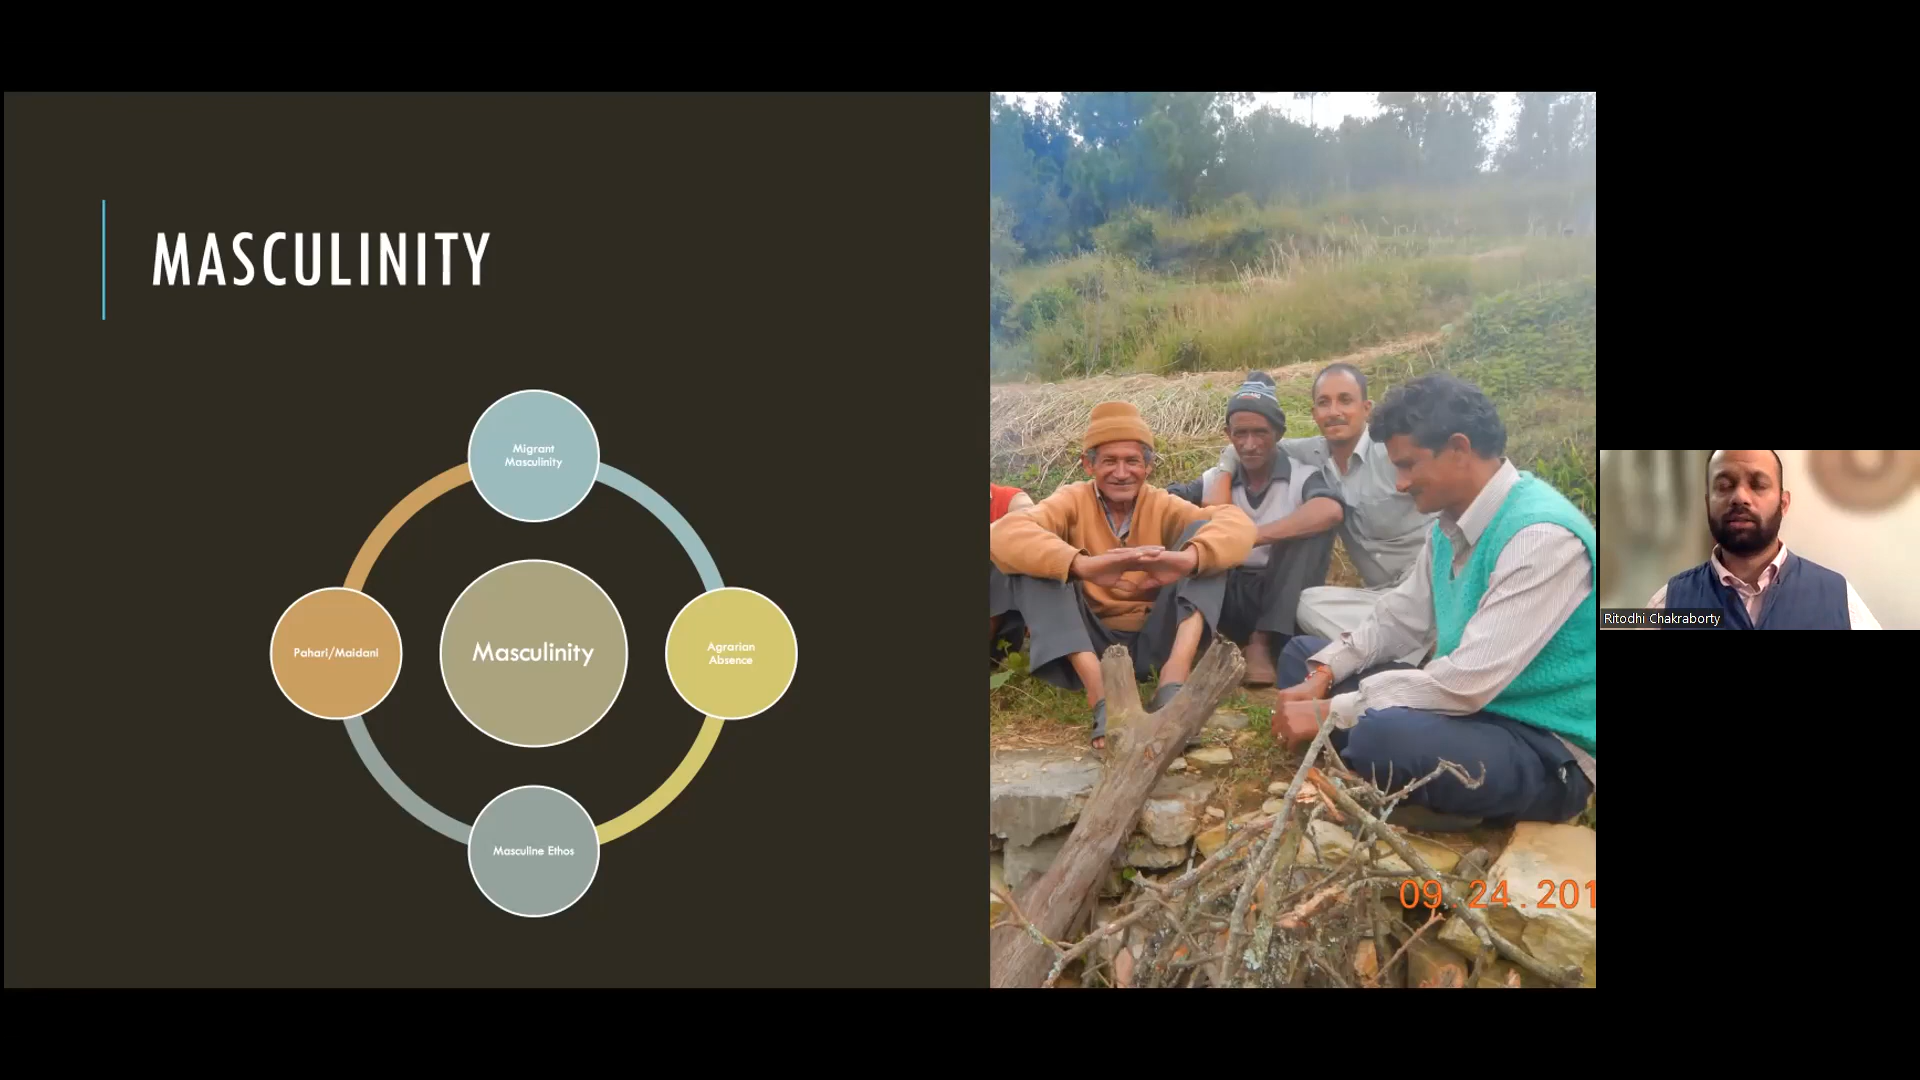 MASCULINITY
Migrant
Masculinity
Pahari/Maidani
Masculinity
Agrarian
Absence
Masculine Ethos
09.24.201
Ritodhi Chakraborty